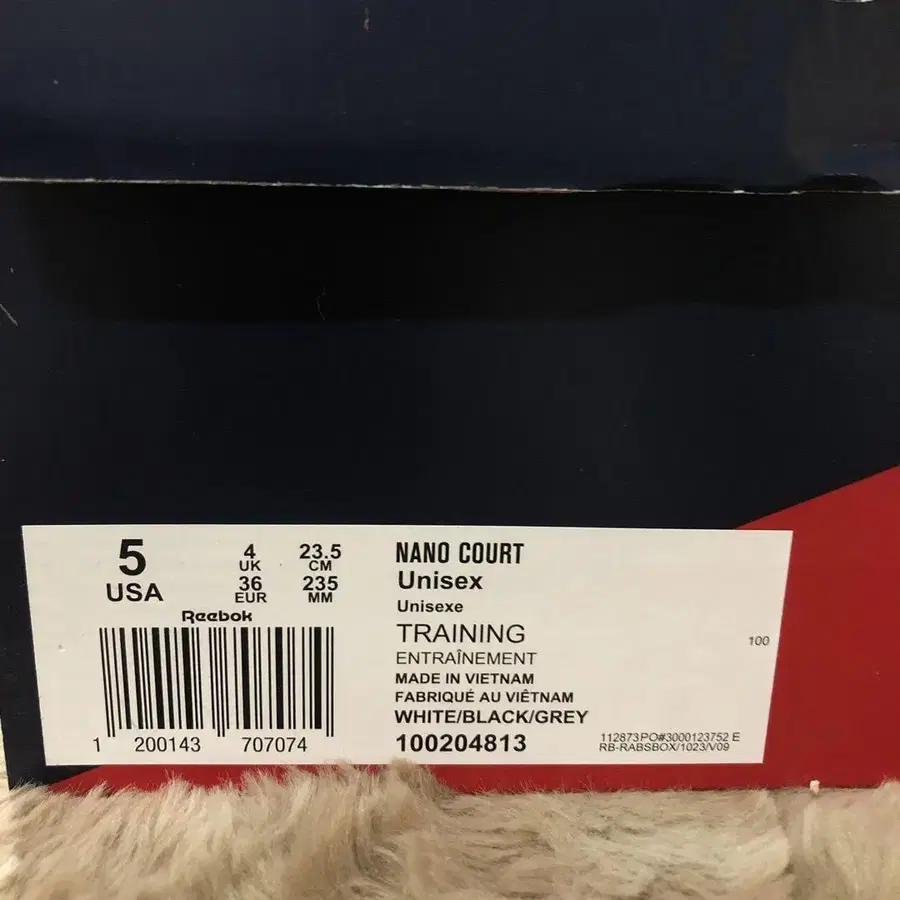 5
USA
4
UK
36
EUR
23.5
CM
235
MM
Reebok
1 200143 707074
NANO COURT
Unisex
Unisexe
TRAINING
ENTRAÎNEMENT
MADE IN VIETNAM
FABRIQUÉ AU VIÊTNAM
WHITE/BLACK/GREY
100204813
100
112873PO#3000123752 E
RB-RABSBOX/1023/V09